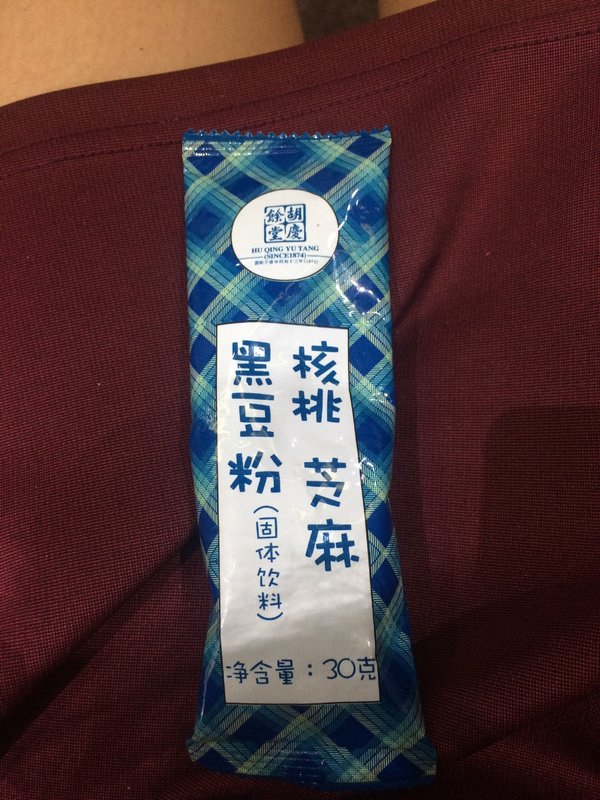 胡慶
餘堂
HU QING YU TANG
(SINCE1874)
核桃 芝麻
黑豆粉(固体饮料)
净含量：30克